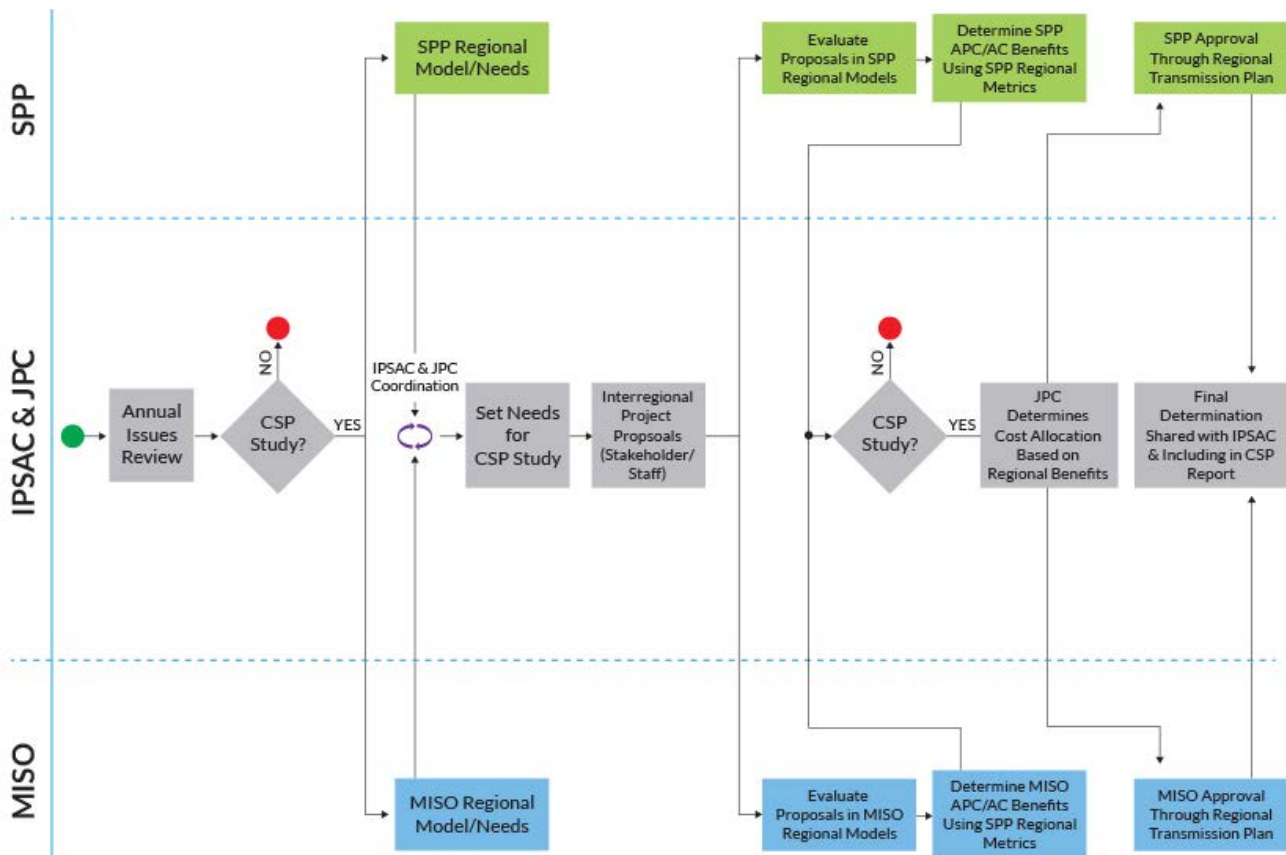 SPP
SPP Regional
Model/Needs
Evaluate
Proposals in SPP
Regional Models
Determine SPP
APC/AC Benefits
Using SPP Regional
Metrics
SPP Approval
Through Regional
Transmission Plan
IPSAC & JPC
Annual
Issues
Review
NO
CSP
Study?
YES
IPSAC & JPC
Coordination
Set Needs
for
CSP Study
Interregional
Project
Propsoals
(Stakeholder/
Staff)
NO
CSP
Study?
YES
JPC
Determines
Cost Allocation
Based on
Regional Benefits
Final
Determination
Shared with IPSAC
& Including in CSP
Report
MISO
MISO Regional
Model/Needs
Evaluate
Proposals in MISO
Regional Models
Determine MISO
APC/AC Benefits
Using SPP Regional
Metrics
MISO Approval
Through Regional
Transmission Plan